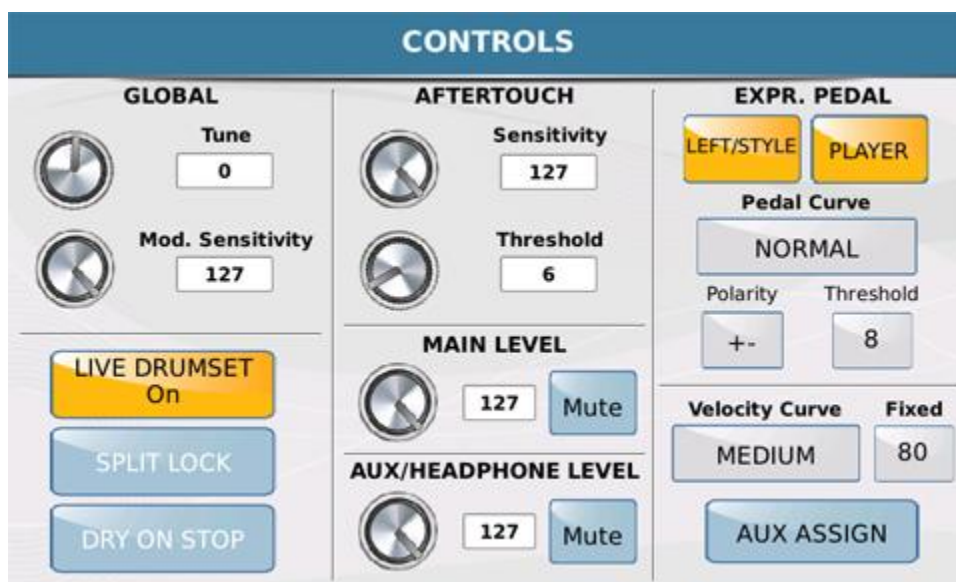 CONTROLS
GLOBAL
Tune
0
Mod. Sensitivity
127
LIVE DRUMSET
On
SPLIT LOCK
DRY ON STOP
AFTERTOUCH
Sensitivity
127
Threshold
6
MAIN LEVEL
127 Mute
AUX/HEADPHONE LEVEL
127 Mute
EXPR. PEDAL
LEFT/STYLE PLAYER
Pedal Curve
NORMAL
Polarity Threshold
+- 8
Velocity Curve Fixed
MEDIUM 80
AUX ASSIGN